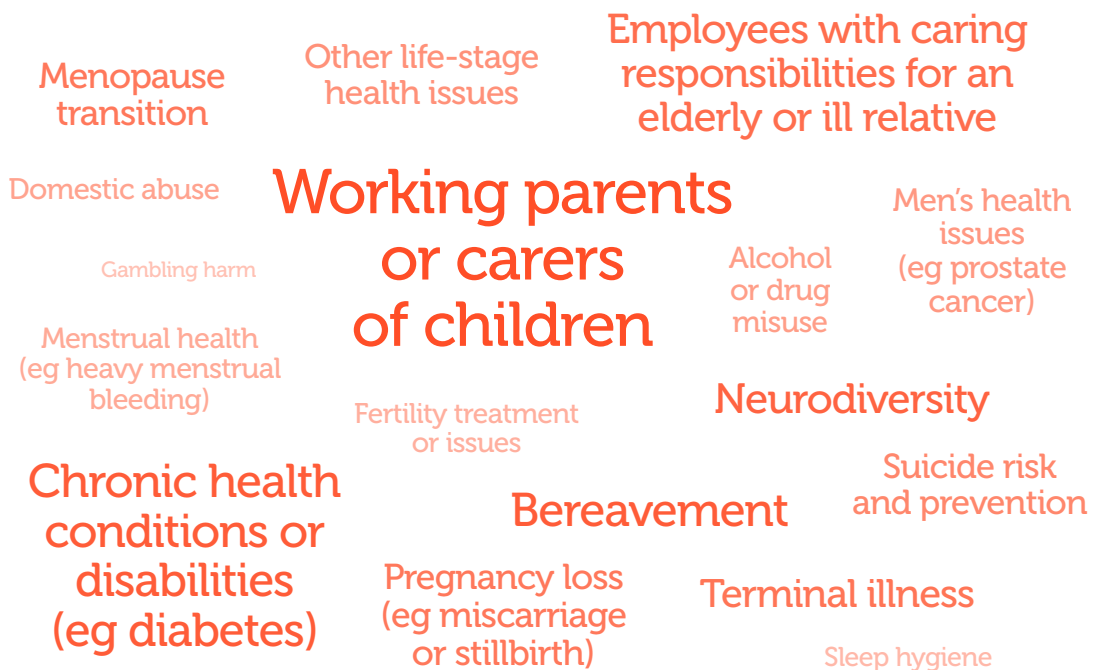 Menopause
transition
Other life-stage
health issues
Employees with caring
responsibilities for an
elderly or ill relative
Domestic abuse
Working parents
or carers
of children
Men’s health
issues
(eg prostate
cancer)
Gambling harm
Alcohol
or drug
misuse
Menstrual health
(eg heavy menstrual
bleeding)
Fertility treatment
or issues
Neurodiversity
Chronic health
conditions or
disabilities
(eg diabetes)
Bereavement
Suicide risk
and prevention
Pregnancy loss
(eg miscarriage
or stillbirth)
Terminal illness
Sleep hygiene